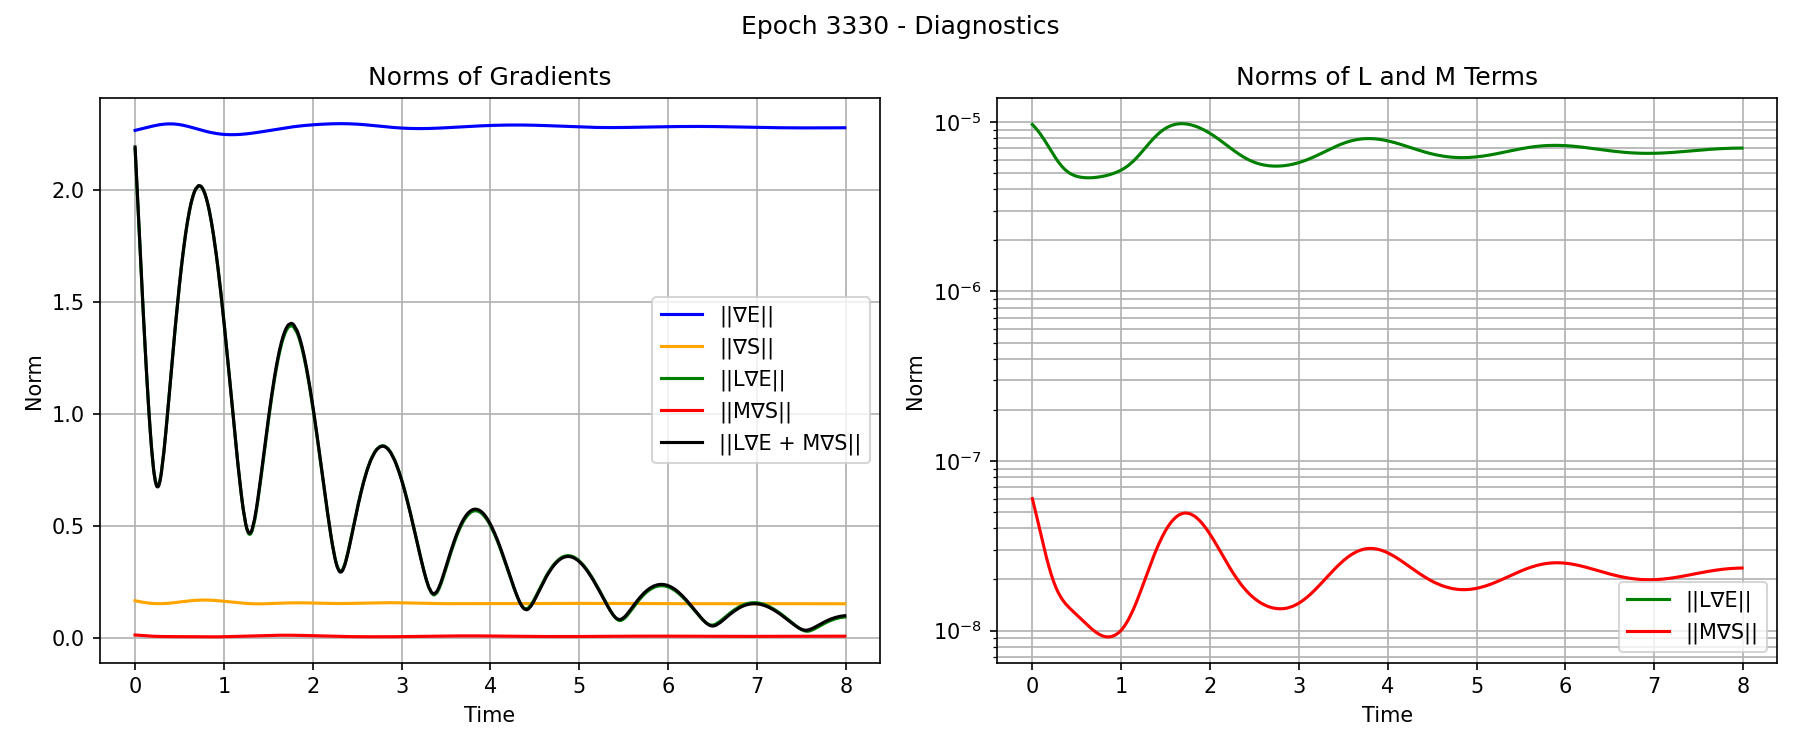 Epoch 3330 - Diagnostics
Norms of Gradients
Norm
2.0
1.5
1.0
0.5
0.0
||∇E||
||∇S||
||L∇E||
||M∇S||
||L∇E + M∇S||
0 1 2 3 4 5 6 7 8
Time
Norms of L and M Terms
Norm
10⁻⁵
10⁻⁶
10⁻⁷
10⁻⁸
||L∇E||
||M∇S||
0 1 2 3 4 5 6 7 8
Time